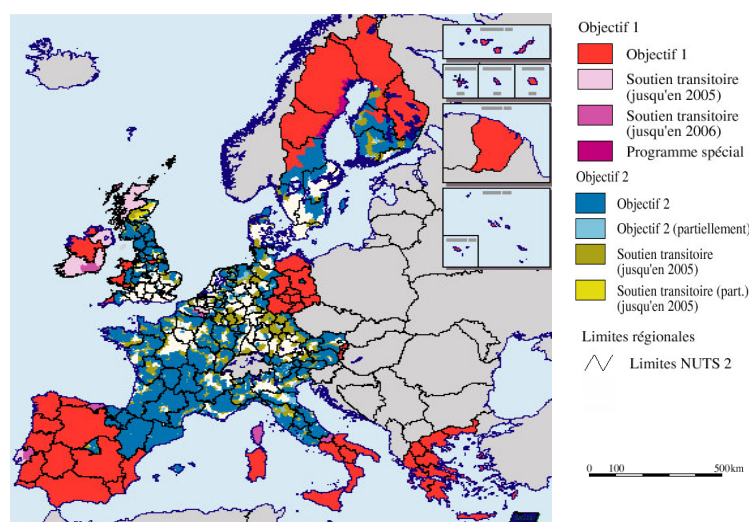 Objectif 1
Objectif 1
Soutien transitoire
(jusqu'en 2005)
Soutien transitoire
(jusqu'en 2006)
Programme spécial
Objectif 2
Objectif 2
Objectif 2 (partiellement)
Soutien transitoire
(jusqu'en 2005)
Soutien transitoire (part.)
(jusqu'en 2005)
Limites régionales
Limites NUTS 2
0 100 500km